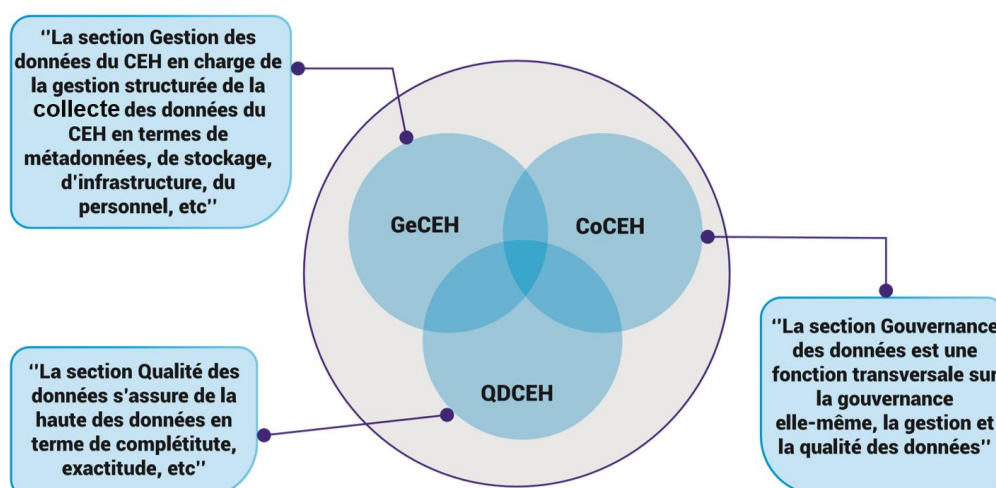 ‘’La section Gestion des
données du CEH en charge de
la gestion structurée de la
collecte des données du
CEH en termes de
métadonnées, de stockage,
d’infrastructure, du
personnel, etc’’
GeCEH
CoCEH
‘’La section Gouvernance
des données est une
fonction transversale sur
la gouvernance
elle-même, la gestion et
la qualité des données’’
‘’La section Qualité des
données s’assure de la
haute des données en
terme de complétitute,
exactitude, etc’’
QDCEH